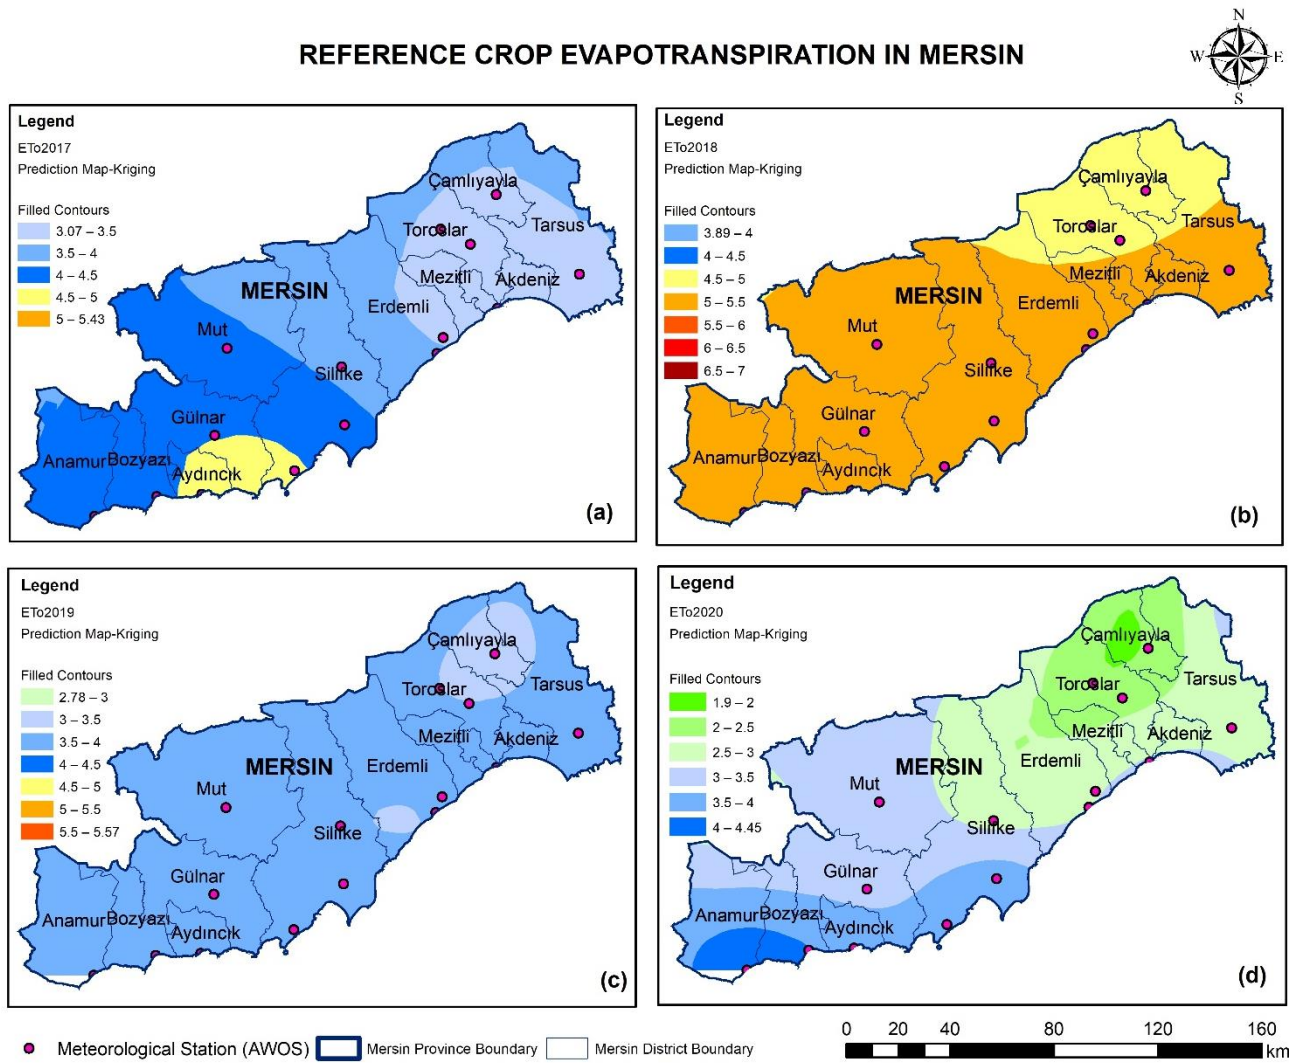 REFERENCE CROP EVAPOTRANSPIRATION IN MERSIN
N
W E
S
Legend
ETo2017
Prediction Map-Kriging
Filled Contours
3.07 – 3.5
3.5 – 4
4 – 4.5
4.5 – 5
5 – 5.43
Çamlıyayla
Toroslar
Tarsus
Mezitli
Akdeniz
MERSIN
Erdemli
Mut
Silifke
Gülnar
Anamur
Bozyazı
Aydıncık
(a)
Legend
ETo2018
Prediction Map-Kriging
Filled Contours
3.89 – 4
4 – 4.5
4.5 – 5
5 – 5.5
5.5 – 6
6 – 6.5
6.5 – 7
Çamlıyayla
Toroslar
Tarsus
Mezitli
Akdeniz
MERSIN
Erdemli
Mut
Silifke
Gülnar
Anamur
Bozyazı
Aydıncık
(b)
Legend
ETo2019
Prediction Map-Kriging
Filled Contours
2.78 – 3
3 – 3.5
3.5 – 4
4 – 4.5
4.5 – 5
5 – 5.5
5.5 – 5.57
Çamlıyayla
Toroslar
Tarsus
Mezitli
Akdeniz
MERSIN
Erdemli
Mut
Silifke
Gülnar
Anamur
Bozyazı
Aydıncık
(c)
Legend
ETo2020
Prediction Map-Kriging
Filled Contours
1.9 – 2
2 – 2.5
2.5 – 3
3 – 3.5
3.5 – 4
4 – 4.45
Çamlıyayla
Toroslar
Tarsus
Mezitli
Akdeniz
MERSIN
Erdemli
Mut
Silifke
Gülnar
Anamur
Bozyazı
Aydıncık
(d)
Meteorological Station (AWOS)
Mersin Province Boundary
Mersin District Boundary
0 20 40 80 120 160
km